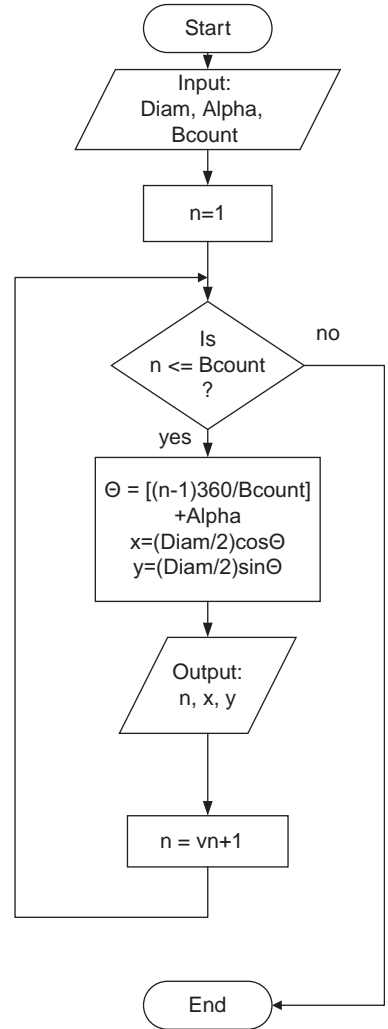 Start
Input:
Diam, Alpha,
Bcount
n=1
Is
n <= Bcount
?
no
yes
Θ = [(n-1)360/Bcount]
+Alpha
x=(Diam/2)cosΘ
y=(Diam/2)sinΘ
Output:
n, x, y
n = vn+1
End